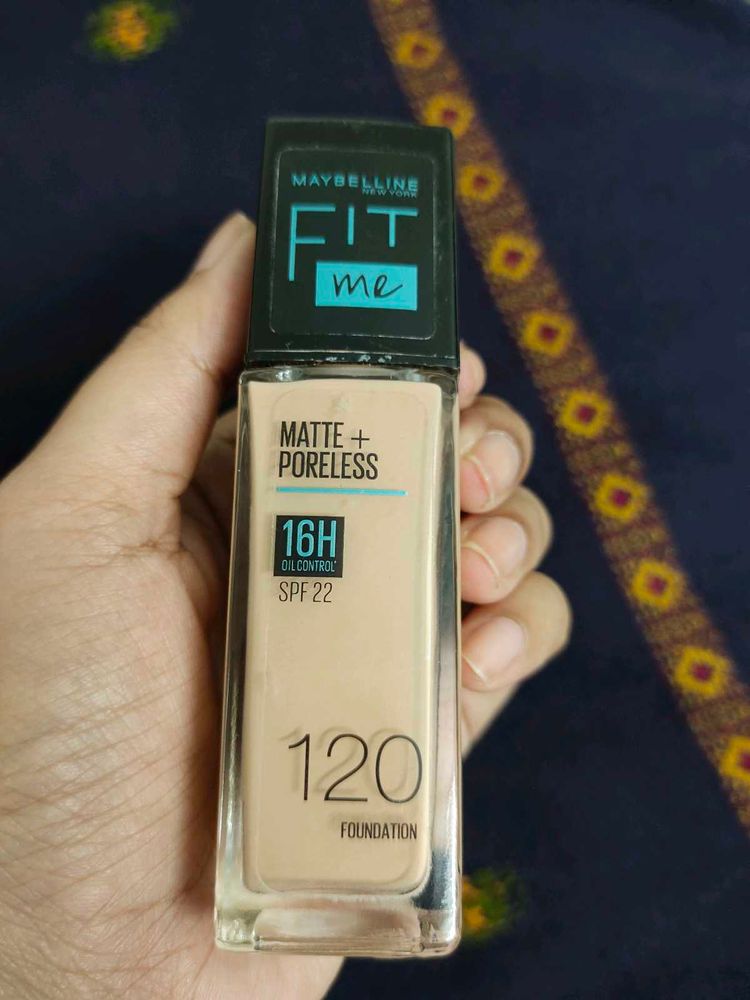 MAYBELLINE
NEW YORK
FIT
me
MATTE +
PORELESS
16H
OIL CONTROL*
SPF 22
120
FOUNDATION